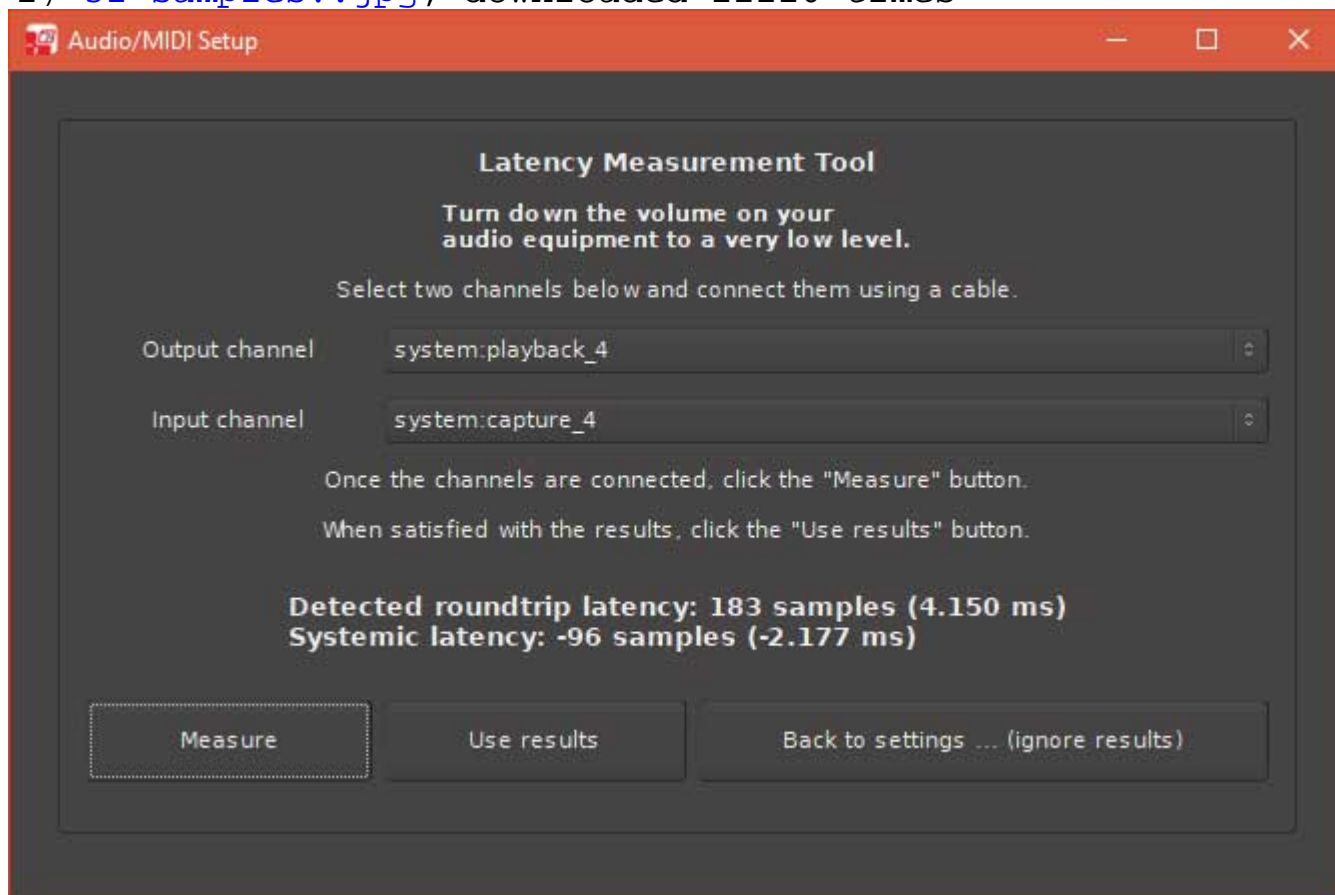 Audio/MIDI Setup
Latency Measurement Tool
Turn down the volume on your
audio equipment to a very low level.
Select two channels below and connect them using a cable.
Output channel system:playback_4
Input channel system:capture_4
Once the channels are connected, click the "Measure" button.
When satisfied with the results, click the "Use results" button.
Detected roundtrip latency: 183 samples (4.150 ms)
Systemic latency: -96 samples (-2.177 ms)
Measure Use results Back to settings ... (ignore results)